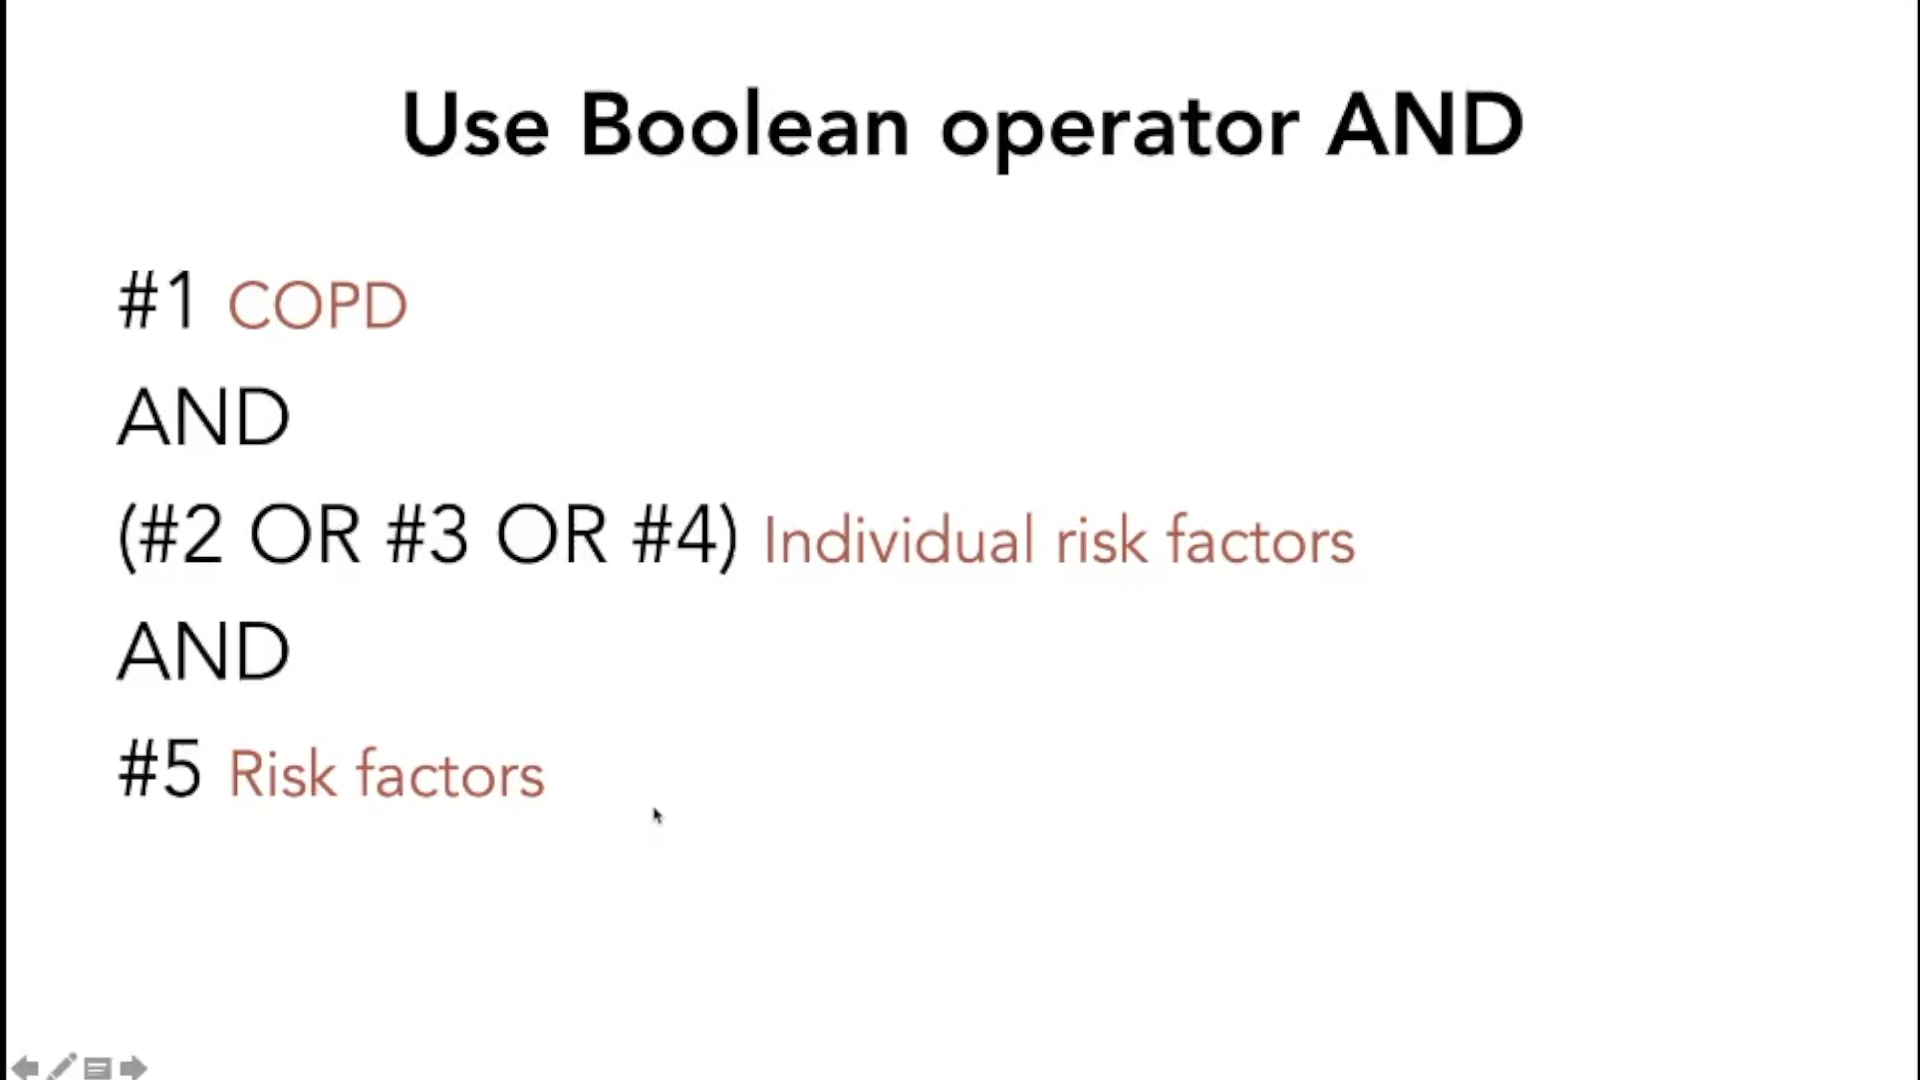 Use Boolean operator AND
#1 COPD
AND
(#2 OR #3 OR #4) Individual risk factors
AND
#5 Risk factors